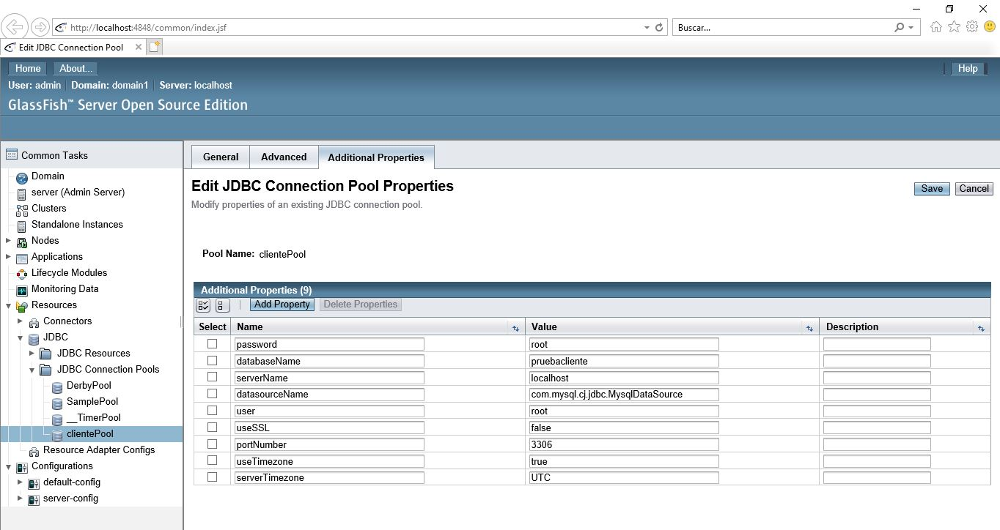 http://localhost:4848/common/index.jsf
Buscar...
Edit JDBC Connection Pool
Home About... Help
User: admin Domain: domain1 Server: localhost
GlassFish™ Server Open Source Edition
Common Tasks
Domain
server (Admin Server)
Clusters
Standalone Instances
Nodes
Applications
Lifecycle Modules
Monitoring Data
Resources
Connectors
JDBC
JDBC Resources
JDBC Connection Pools
DerbyPool
SamplePool
__TimerPool
clientePool
Resource Adapter Configs
Configurations
default-config
server-config
General Advanced Additional Properties
Edit JDBC Connection Pool Properties
Save Cancel
Modify properties of an existing JDBC connection pool.
Pool Name: clientePool
Additional Properties (9)
Add Property Delete Properties
Select Name Value Description
password root
databaseName pruebacliente
serverName localhost
datasourceName com.mysql.cj.jdbc.MysqlDataSource
user root
useSSL false
portNumber 3306
useTimezone true
serverTimezone UTC